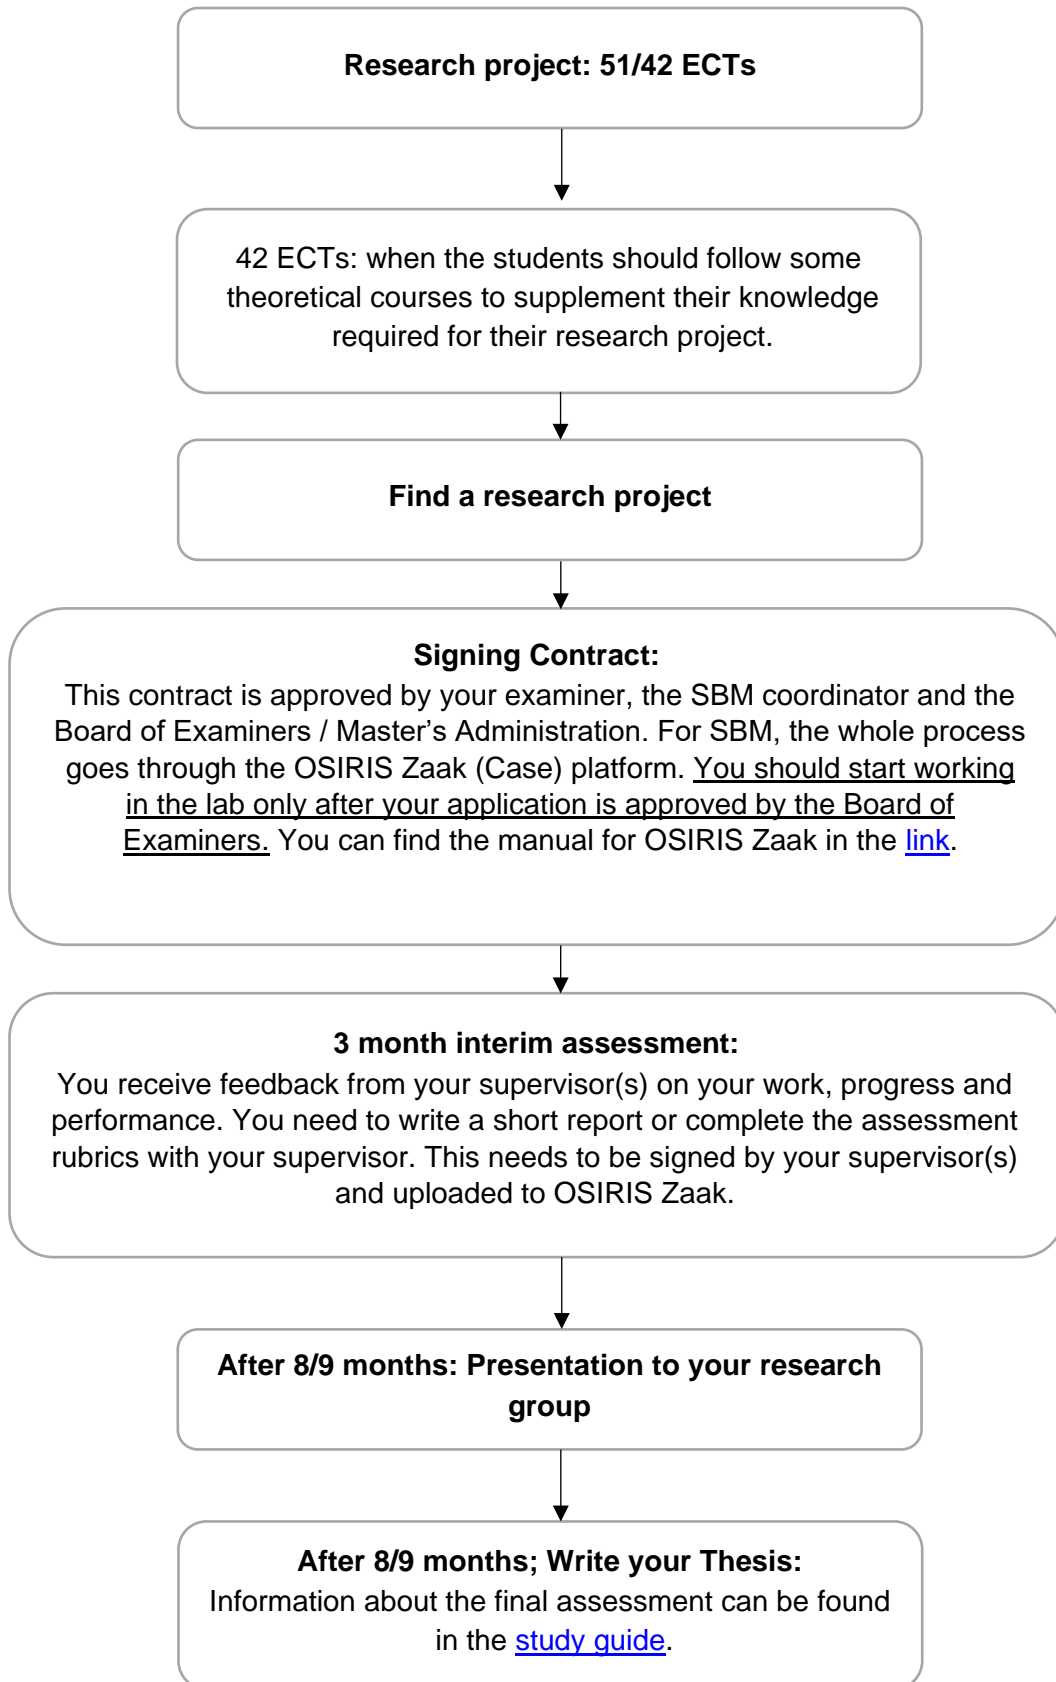 Research project: 51/42 ECTs
42 ECTs: when the students should follow some
theoretical courses to supplement their knowledge
required for their research project.
Find a research project
Signing Contract:
This contract is approved by your examiner, the SBM coordinator and the
Board of Examiners / Master's Administration. For SBM, the whole process
goes through the OSIRIS Zaak (Case) platform. You should start working
in the lab only after your application is approved by the Board of
Examiners. You can find the manual for OSIRIS Zaak in the link.
3 month interim assessment:
You receive feedback from your supervisor(s) on your work, progress and
performance. You need to write a short report or complete the assessment
rubrics with your supervisor. This needs to be signed by your supervisor(s)
and uploaded to OSIRIS Zaak.
After 8/9 months: Presentation to your research
group
After 8/9 months; Write your Thesis:
Information about the final assessment can be found
in the study guide.